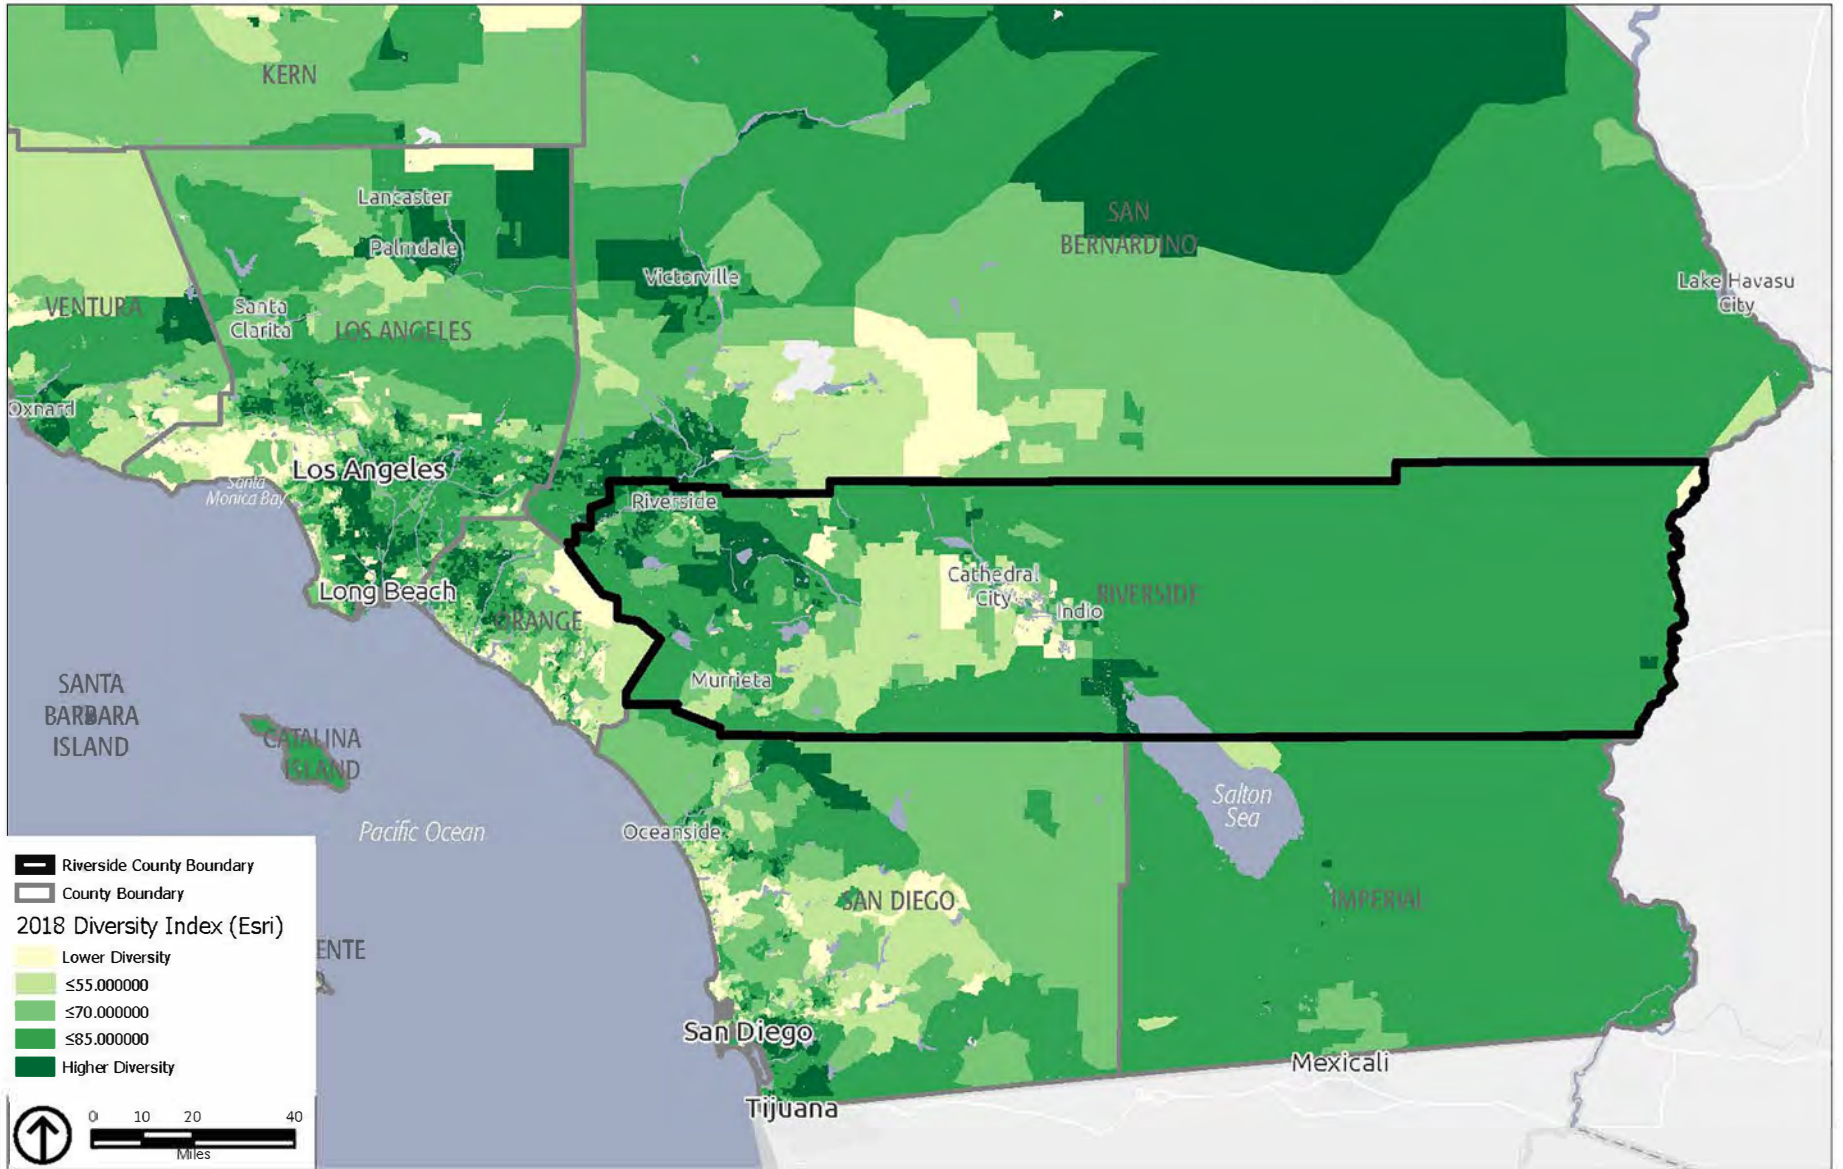 KERN
Lancaster
Palmdale
SAN
BERNARDINO
Victorville
Lake Havasu
City
VENTURA
Santa
Clarita
LOS ANGELES
Oxnard
Los Angeles
Santa
Monica Bay
Riverside
Long Beach
ORANGE
Cathedral
City
Indio
RIVERSIDE
Murrieta
SANTA
BARBARA
ISLAND
CATALINA
ISLAND
Pacific Ocean
Oceanside
Salton
Sea
SAN DIEGO
IMPERIAL
ENTE
San Diego
Mexicali
Tijuana
Riverside County Boundary
County Boundary
2018 Diversity Index (Esri)
Lower Diversity
≤55.000000
≤70.000000
≤85.000000
Higher Diversity
0 10 20 40
Miles